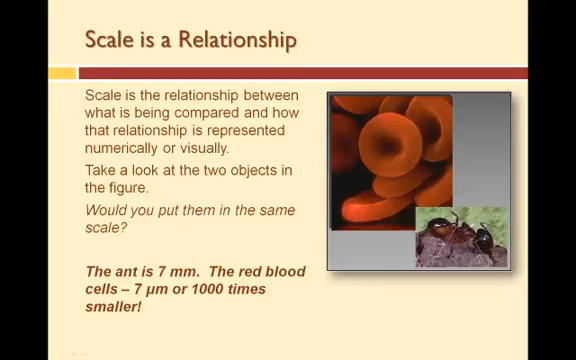 Scale is a Relationship
Scale is the relationship between
what is being compared and how
that relationship is represented
numerically or visually.
Take a look at the two objects in
the figure.
Would you put them in the same
scale?
The ant is 7 mm.  The red blood
cells – 7 µm or 1000 times
smaller!